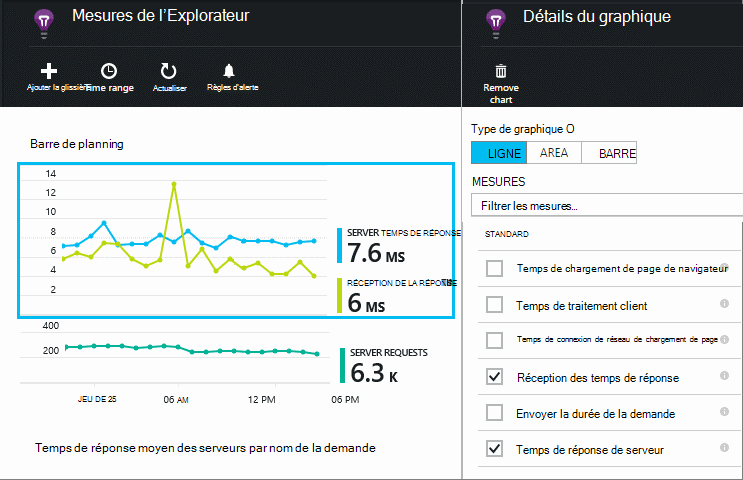 Mesures de l'Explorateur
Ajouter la glissière
Time range
Actualiser
Règles d'alerte
Barre de planning
14
12
10
8
6
4
2
SERVER TEMPS DE RÉPONSE
7.6 MS
RÉCEPTION DE LA RÉPONSE
6 MS
400
200
SERVER REQUESTS
6.3 K
JEU DE 25
06 AM
12 PM
06 PM
Temps de réponse moyen des serveurs par nom de la demande
Détails du graphique
Remove
chart
Type de graphique O
LIGNE
AREA
BARRE
MESURES
Filtrer les mesures...
STANDARD
Temps de chargement de page de navigateur
Temps de traitement client
Temps de connexion de réseau de chargement de page
Réception des temps de réponse
Envoyer la durée de la demande
Temps de réponse de serveur